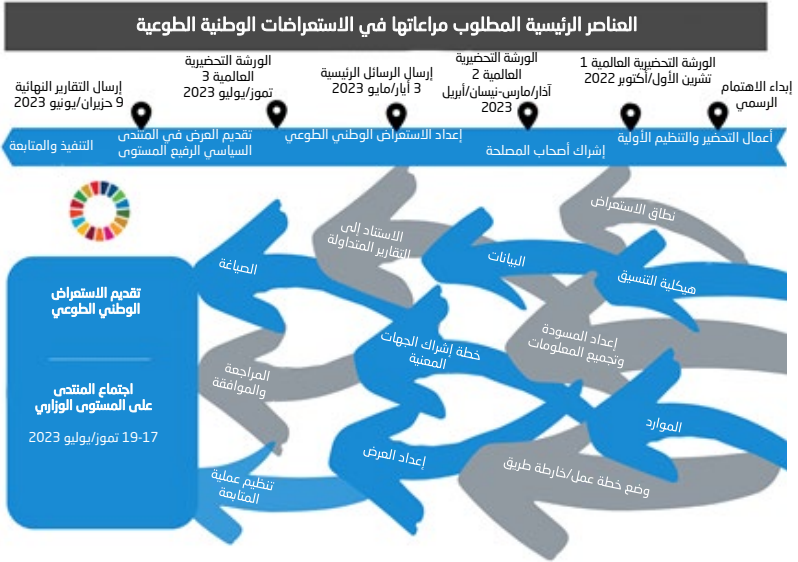 العناصر الرئيسية المطلوب مراعاتها في الاستعراضات الوطنية الطوعية
إبداء الاهتمام
الرسمي
الورشة التحضيرية العالمية 1
تشرين الأول/أكتوبر 2022
الورشة التحضيرية
العالمية 2
آذار/مارس-نيسان/أبريل
2023
إرسال الرسائل الرئيسية
3 أيار/مايو 2023
الورشة التحضيرية
العالمية 3
تموز/يوليو 2023
إرسال التقارير النهائية
9 حزيران/يونيو 2023
أعمال التحضير والتنظيم الأولية
إشراك أصحاب المصلحة
إعداد الاستعراض الوطني الطوعي
تقديم العرض في المنتدى
السياسي الرفيع المستوى
التنفيذ والمتابعة
نطاق الاستعراض
هيكلية التنسيق
البيانات
الاستناد إلى
التقارير المتداولة
الصياغة
إعداد المسودة
وتجميع المعلومات
خطة إشراك الجهات
المعنية
المراجعة
والموافقة
الموارد
وضع خطة عمل/خارطة طريق
إعداد العرض
تنظيم عملية
المتابعة
تقديم الاستعراض
الوطني الطوعي
اجتماع المنتدى
على المستوى الوزاري
17-19 تموز/يوليو 2023